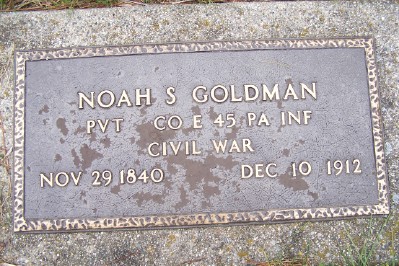 NOAH S GOLDMAN
PVT CO E 45 PA INF
CIVIL WAR
NOV 29 1840 DEC 10 1912